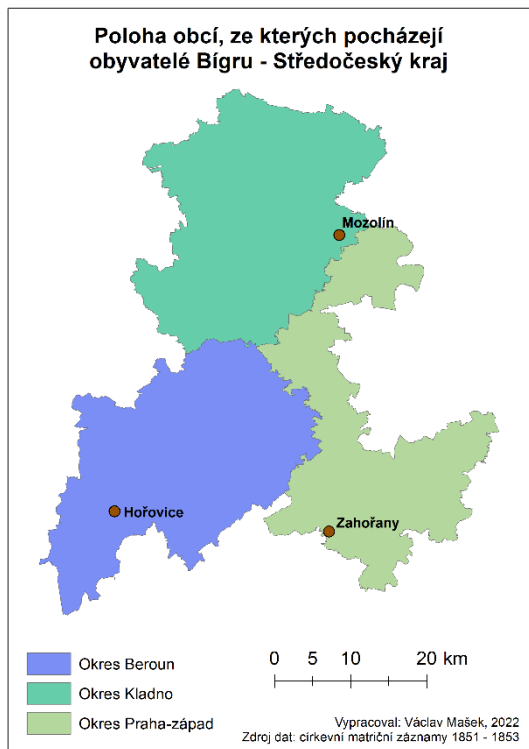 Poloha obcí, ze kterých pocházejí
obyvatelé Bígru - Středočeský kraj
Mozolín
Hořovice
Zahořany
Okres Beroun
Okres Kladno
Okres Praha-západ
0 5 10 20 km
Vypracoval: Václav Mašek, 2022
Zdroj dat: církevní matriční záznamy 1851 - 1853